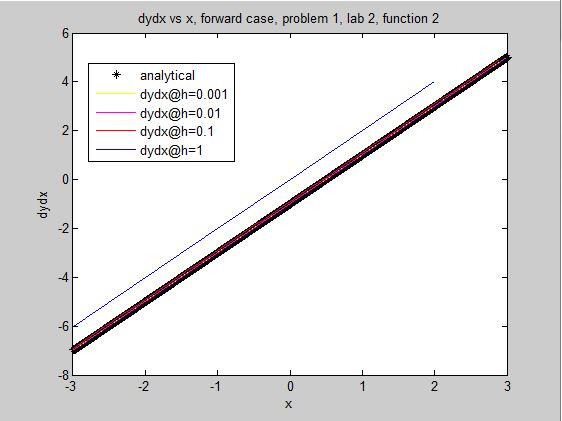 dydx vs x, forward case, problem 1, lab 2, function 2
6
4
2
0
-2
-4
-6
-8
analytical
dydx@h=0.001
dydx@h=0.01
dydx@h=0.1
dydx@h=1
dydx
-3
-2
-1
0
1
2
3
x